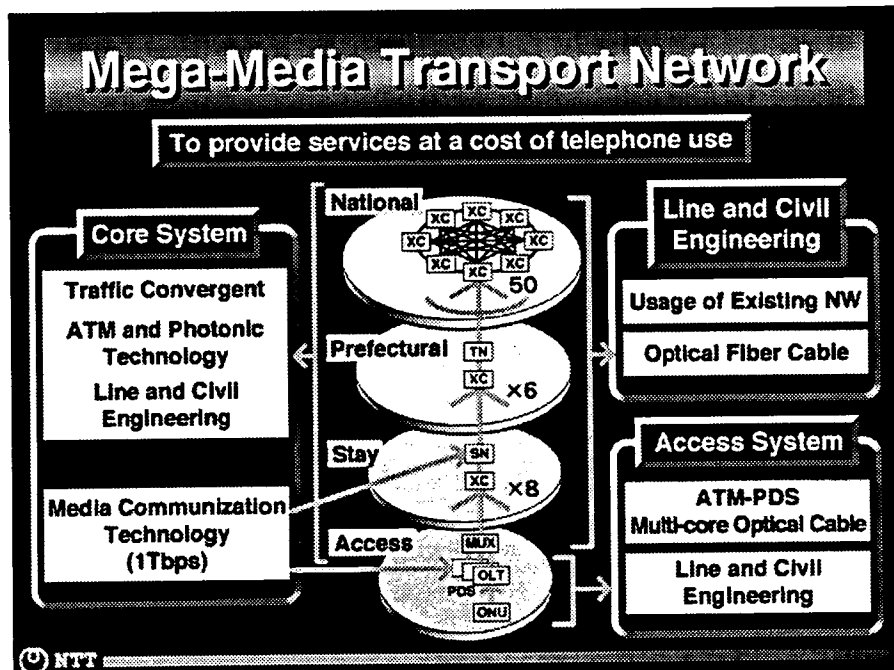 Mega-Media Transport Network
To provide services at a cost of telephone use
Core System
Traffic Convergent
ATM and Photonic
Technology
Line and Civil
Engineering
Media Communization
Technology
(1Tbps)
National
XC
XC
XC
XC
XC
XC
XC
XC
50
Prefectural
TN
XC
×6
Stay
SN
XC
×8
Access
MUX
OLT
PDS
ONU
Line and Civil
Engineering
Usage of Existing NW
Optical Fiber Cable
Access System
ATM-PDS
Multi-core Optical Cable
Line and Civil
Engineering
NTT